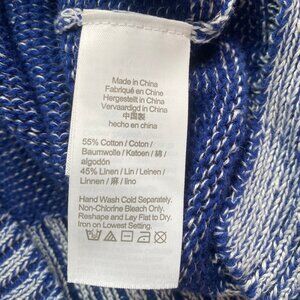 Made in China
Fabriqué en Chine
Hergestellt in China
Vervaardigd in China
中国製
hecho en china
55% Cotton / Coton /
Baumwolle / Katoen / 綿 /
algodón
45% Linen / Lin / Leinen /
Linnen / 麻 / lino
Hand Wash Cold Separately.
Non-Chlorine Bleach Only.
Reshape and Lay Flat to Dry.
Iron on Lowest Setting.